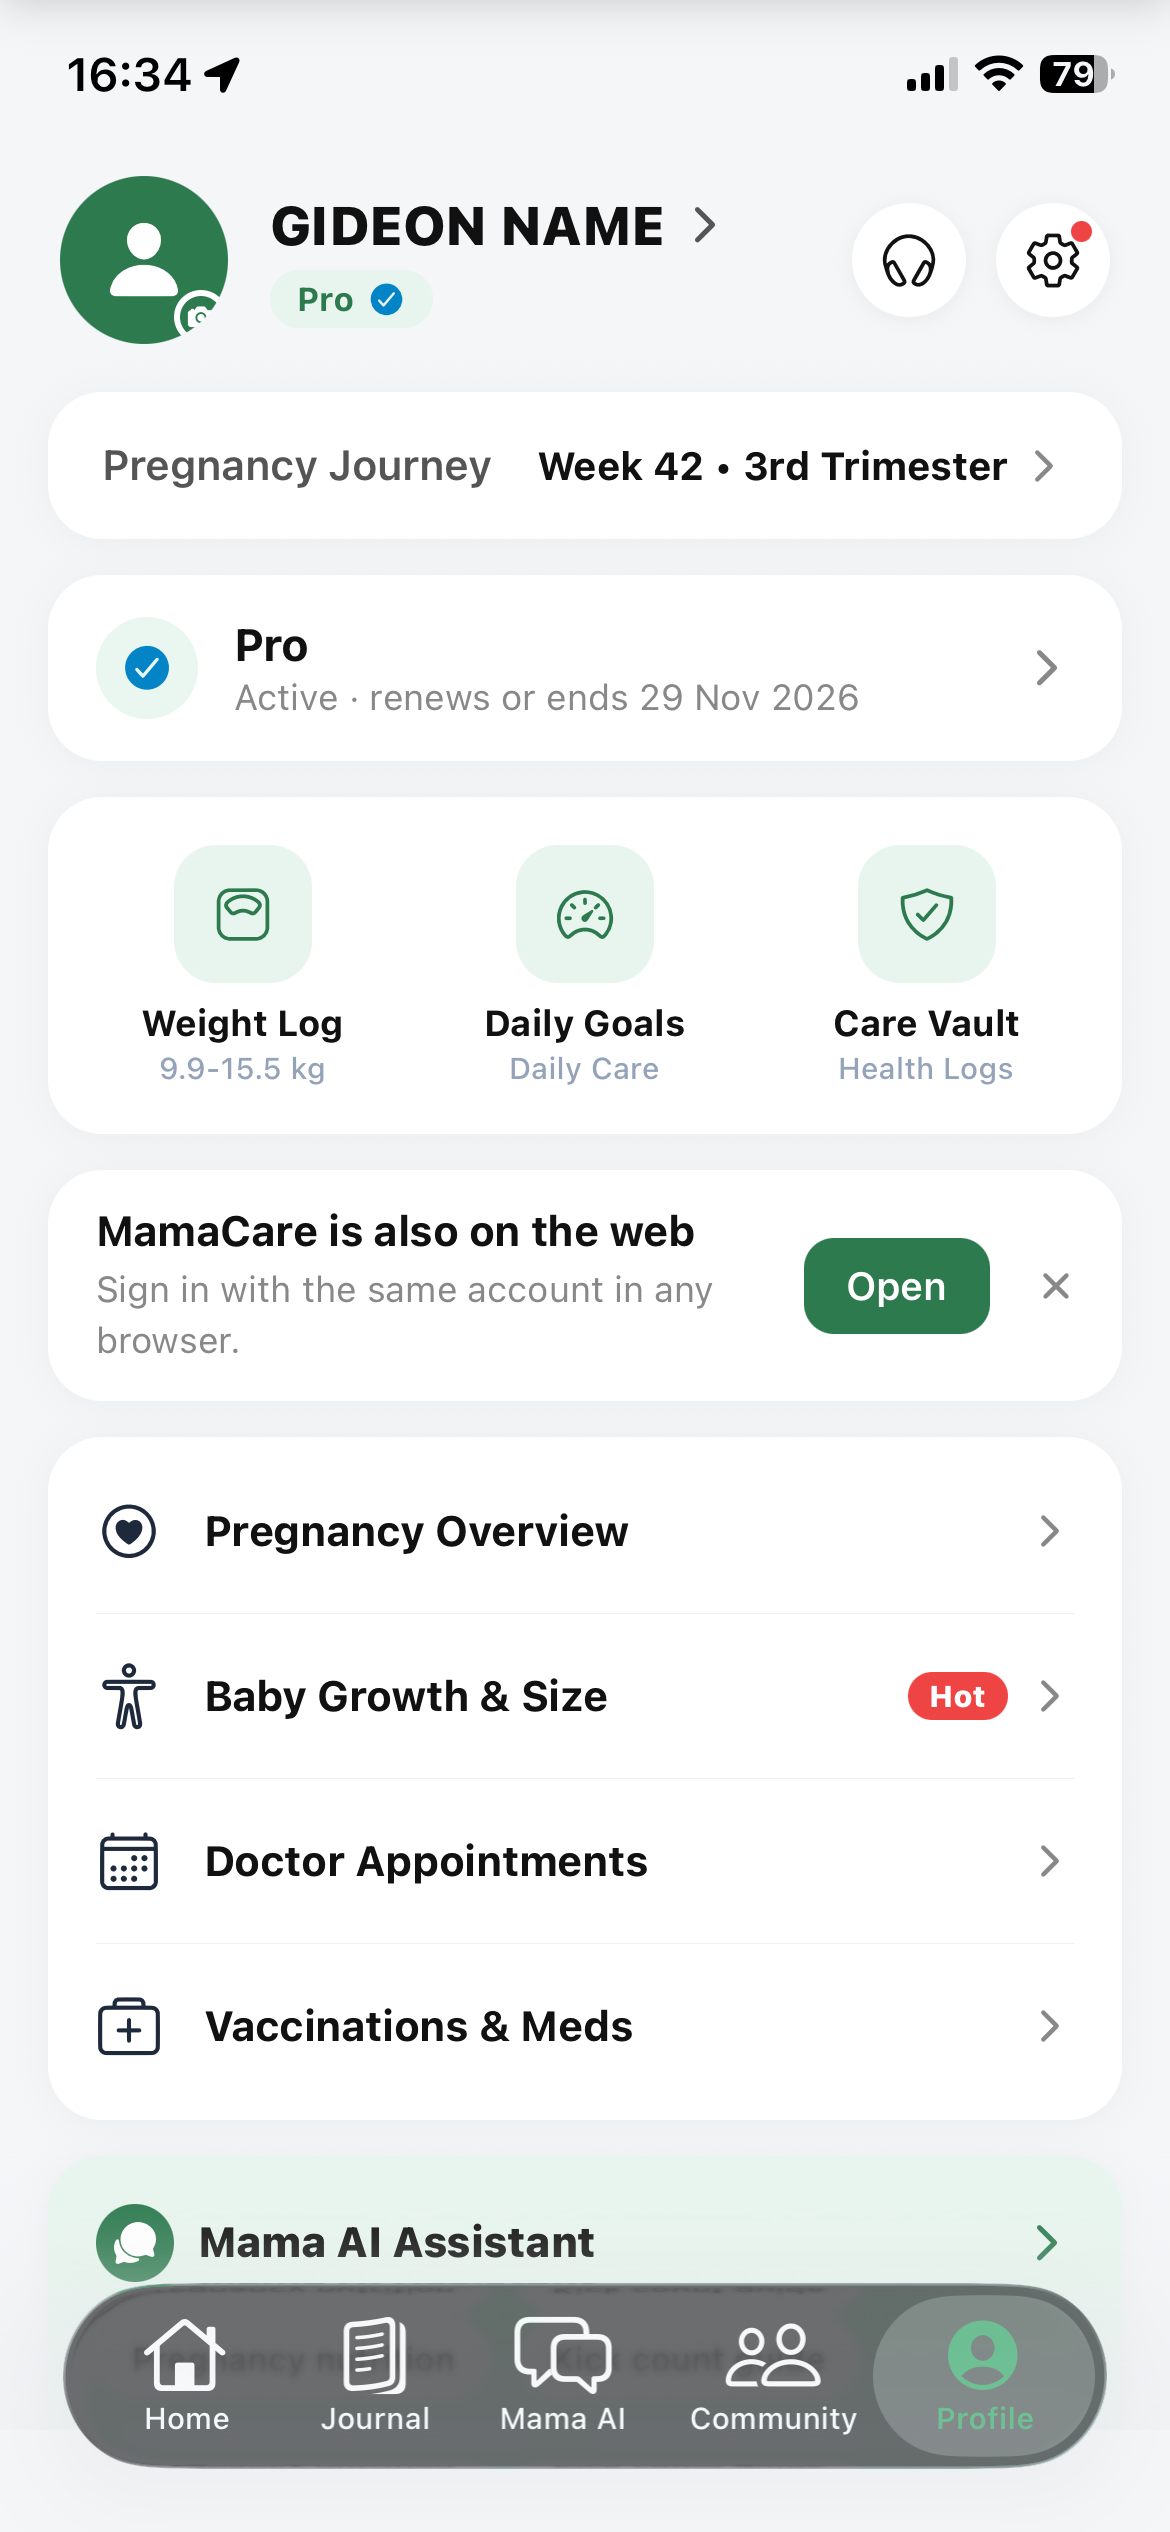 16:34
79
GIDEON NAME
Pro
Pregnancy Journey
Week 42 • 3rd Trimester
Pro
Active · renews or ends 29 Nov 2026
Weight Log
9.9-15.5 kg
Daily Goals
Daily Care
Care Vault
Health Logs
MamaCare is also on the web
Sign in with the same account in any
browser.
Open
Pregnancy Overview
Baby Growth & Size
Hot
Doctor Appointments
Vaccinations & Meds
Mama AI Assistant
Home
Journal
Mama AI
Community
Profile